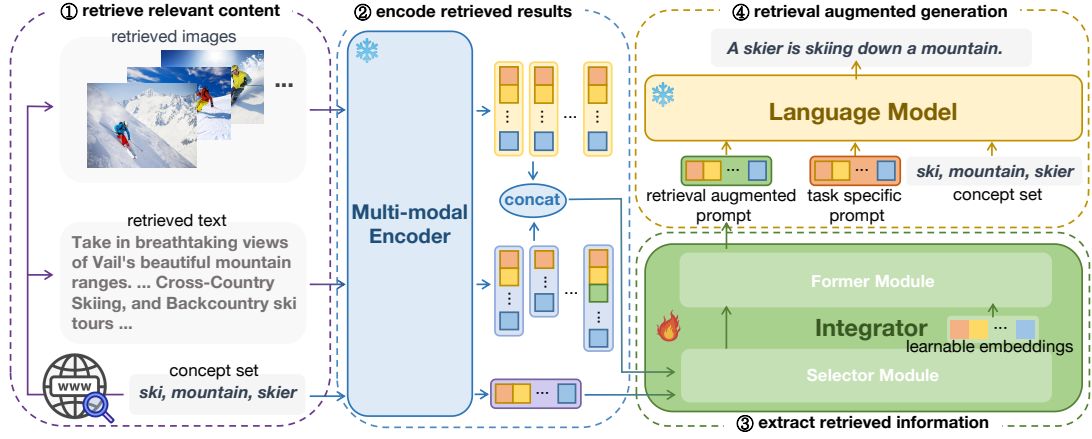 ① retrieve relevant content
retrieved images
...
retrieved text
Take in breathtaking views
of Vail's beautiful mountain
ranges. ... Cross-Country
Skiing, and Backcountry ski
tours ...
WWW
concept set
ski, mountain, skier
② encode retrieved results
Multi-modal
Encoder
...
concat
...
...
④ retrieval augmented generation
A skier is skiing down a mountain.
Language Model
...
retrieval augmented
prompt
...
task specific
prompt
ski, mountain, skier
concept set
Former Module
Integrator
...
learnable embeddings
Selector Module
③ extract retrieved information